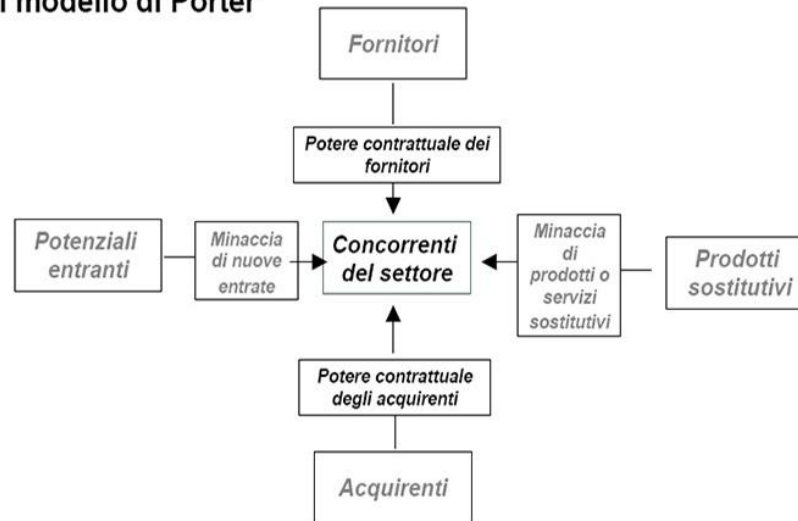 modello di Porter
Fornitori
Potere contrattuale dei
fornitori
Potenziali
entranti
Minaccia
di nuove
entrate
Concorrenti
del settore
Minaccia
di
prodotti o
servizi
sostitutivi
Prodotti
sostitutivi
Potere contrattuale
degli acquirenti
Acquirenti